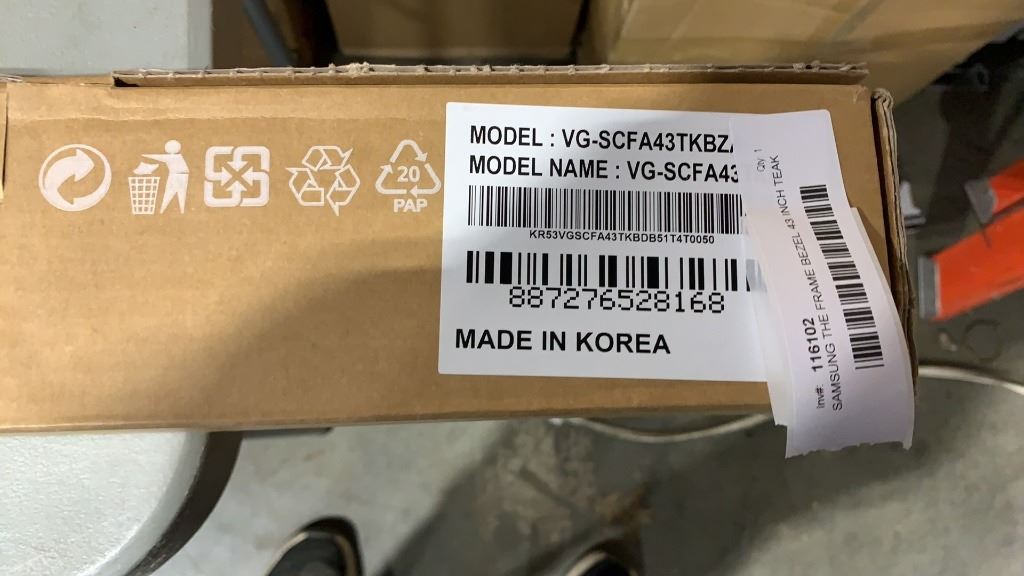 20
PAP
MODEL : VG-SCFA43TKBZA
MODEL NAME : VG-SCFA43
KR53VGSCFA43TKBDB51T4T0050
887276528168
MADE IN KOREA
Qty 1
Inv#: 116102
SAMSUNG THE FRAME BEZEL 43 INCH TEAK